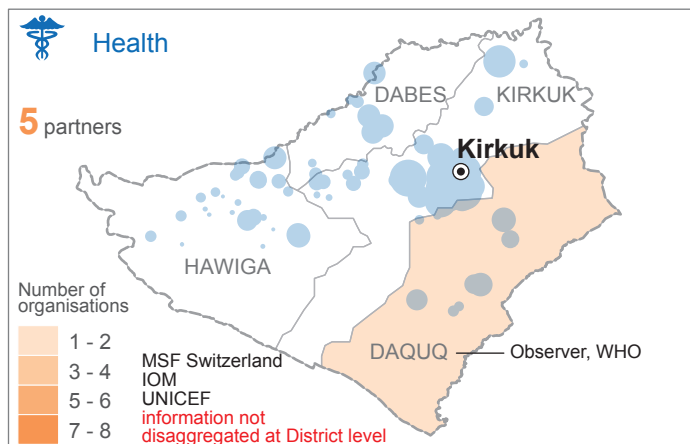 Health
DABES
KIRKUK
5 partners
Kirkuk
HAWIGA
Number of
organisations
1 - 2
3 - 4
5 - 6
7 - 8
DAQUQ
Observer, WHO
MSF Switzerland
IOM
UNICEF
information not
disaggregated at District level